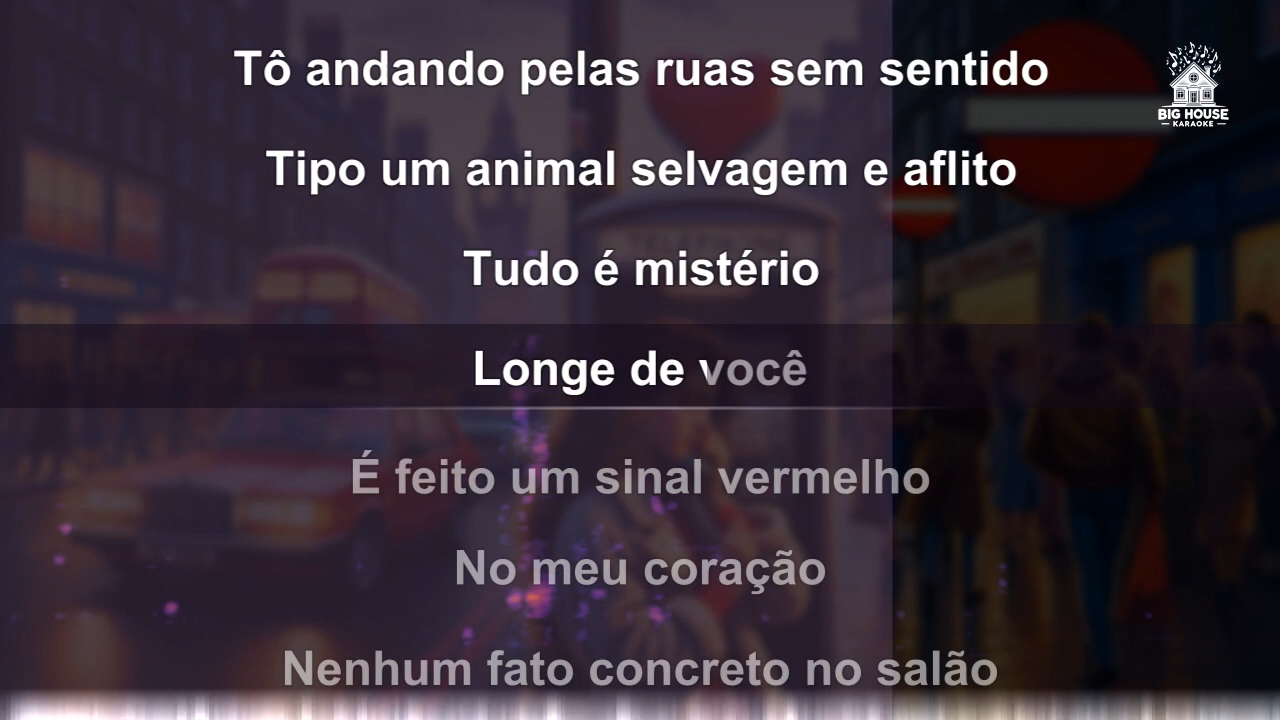 Tô andando pelas ruas sem sentido
Tipo um animal selvagem e aflito
Tudo é mistério
Longe de você
É feito um sinal vermelho
No meu coração
Nenhum fato concreto no salão
BIG HOUSE
KARAOKE